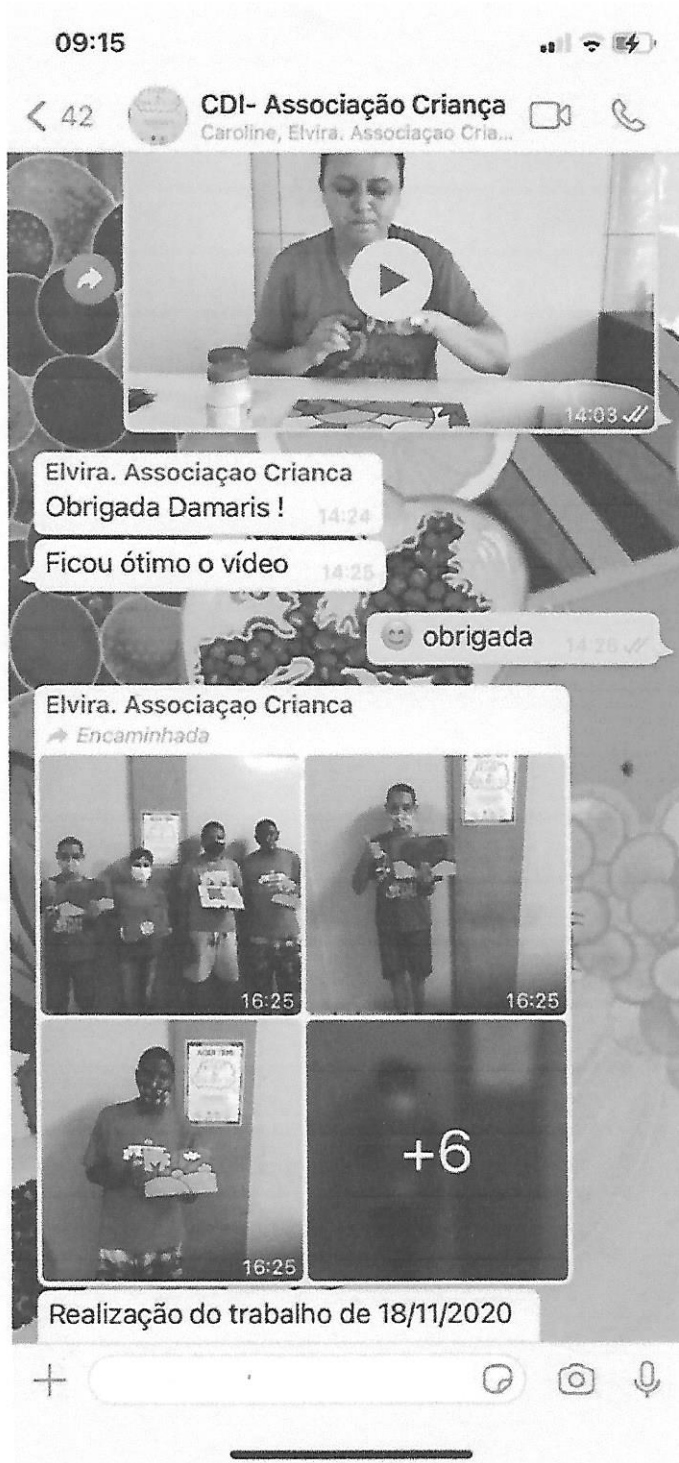 09:15
42
CDI- Associação Criança
Caroline, Elvira. Associaçao Cria...
14:03
Elvira. Associaçao Crianca
Obrigada Damaris !
14:24
Ficou ótimo o vídeo
14:25
😊 obrigada
14:26
Elvira. Associaçao Crianca
Encaminhada
16:25
16:25
16:25
+6
Realização do trabalho de 18/11/2020